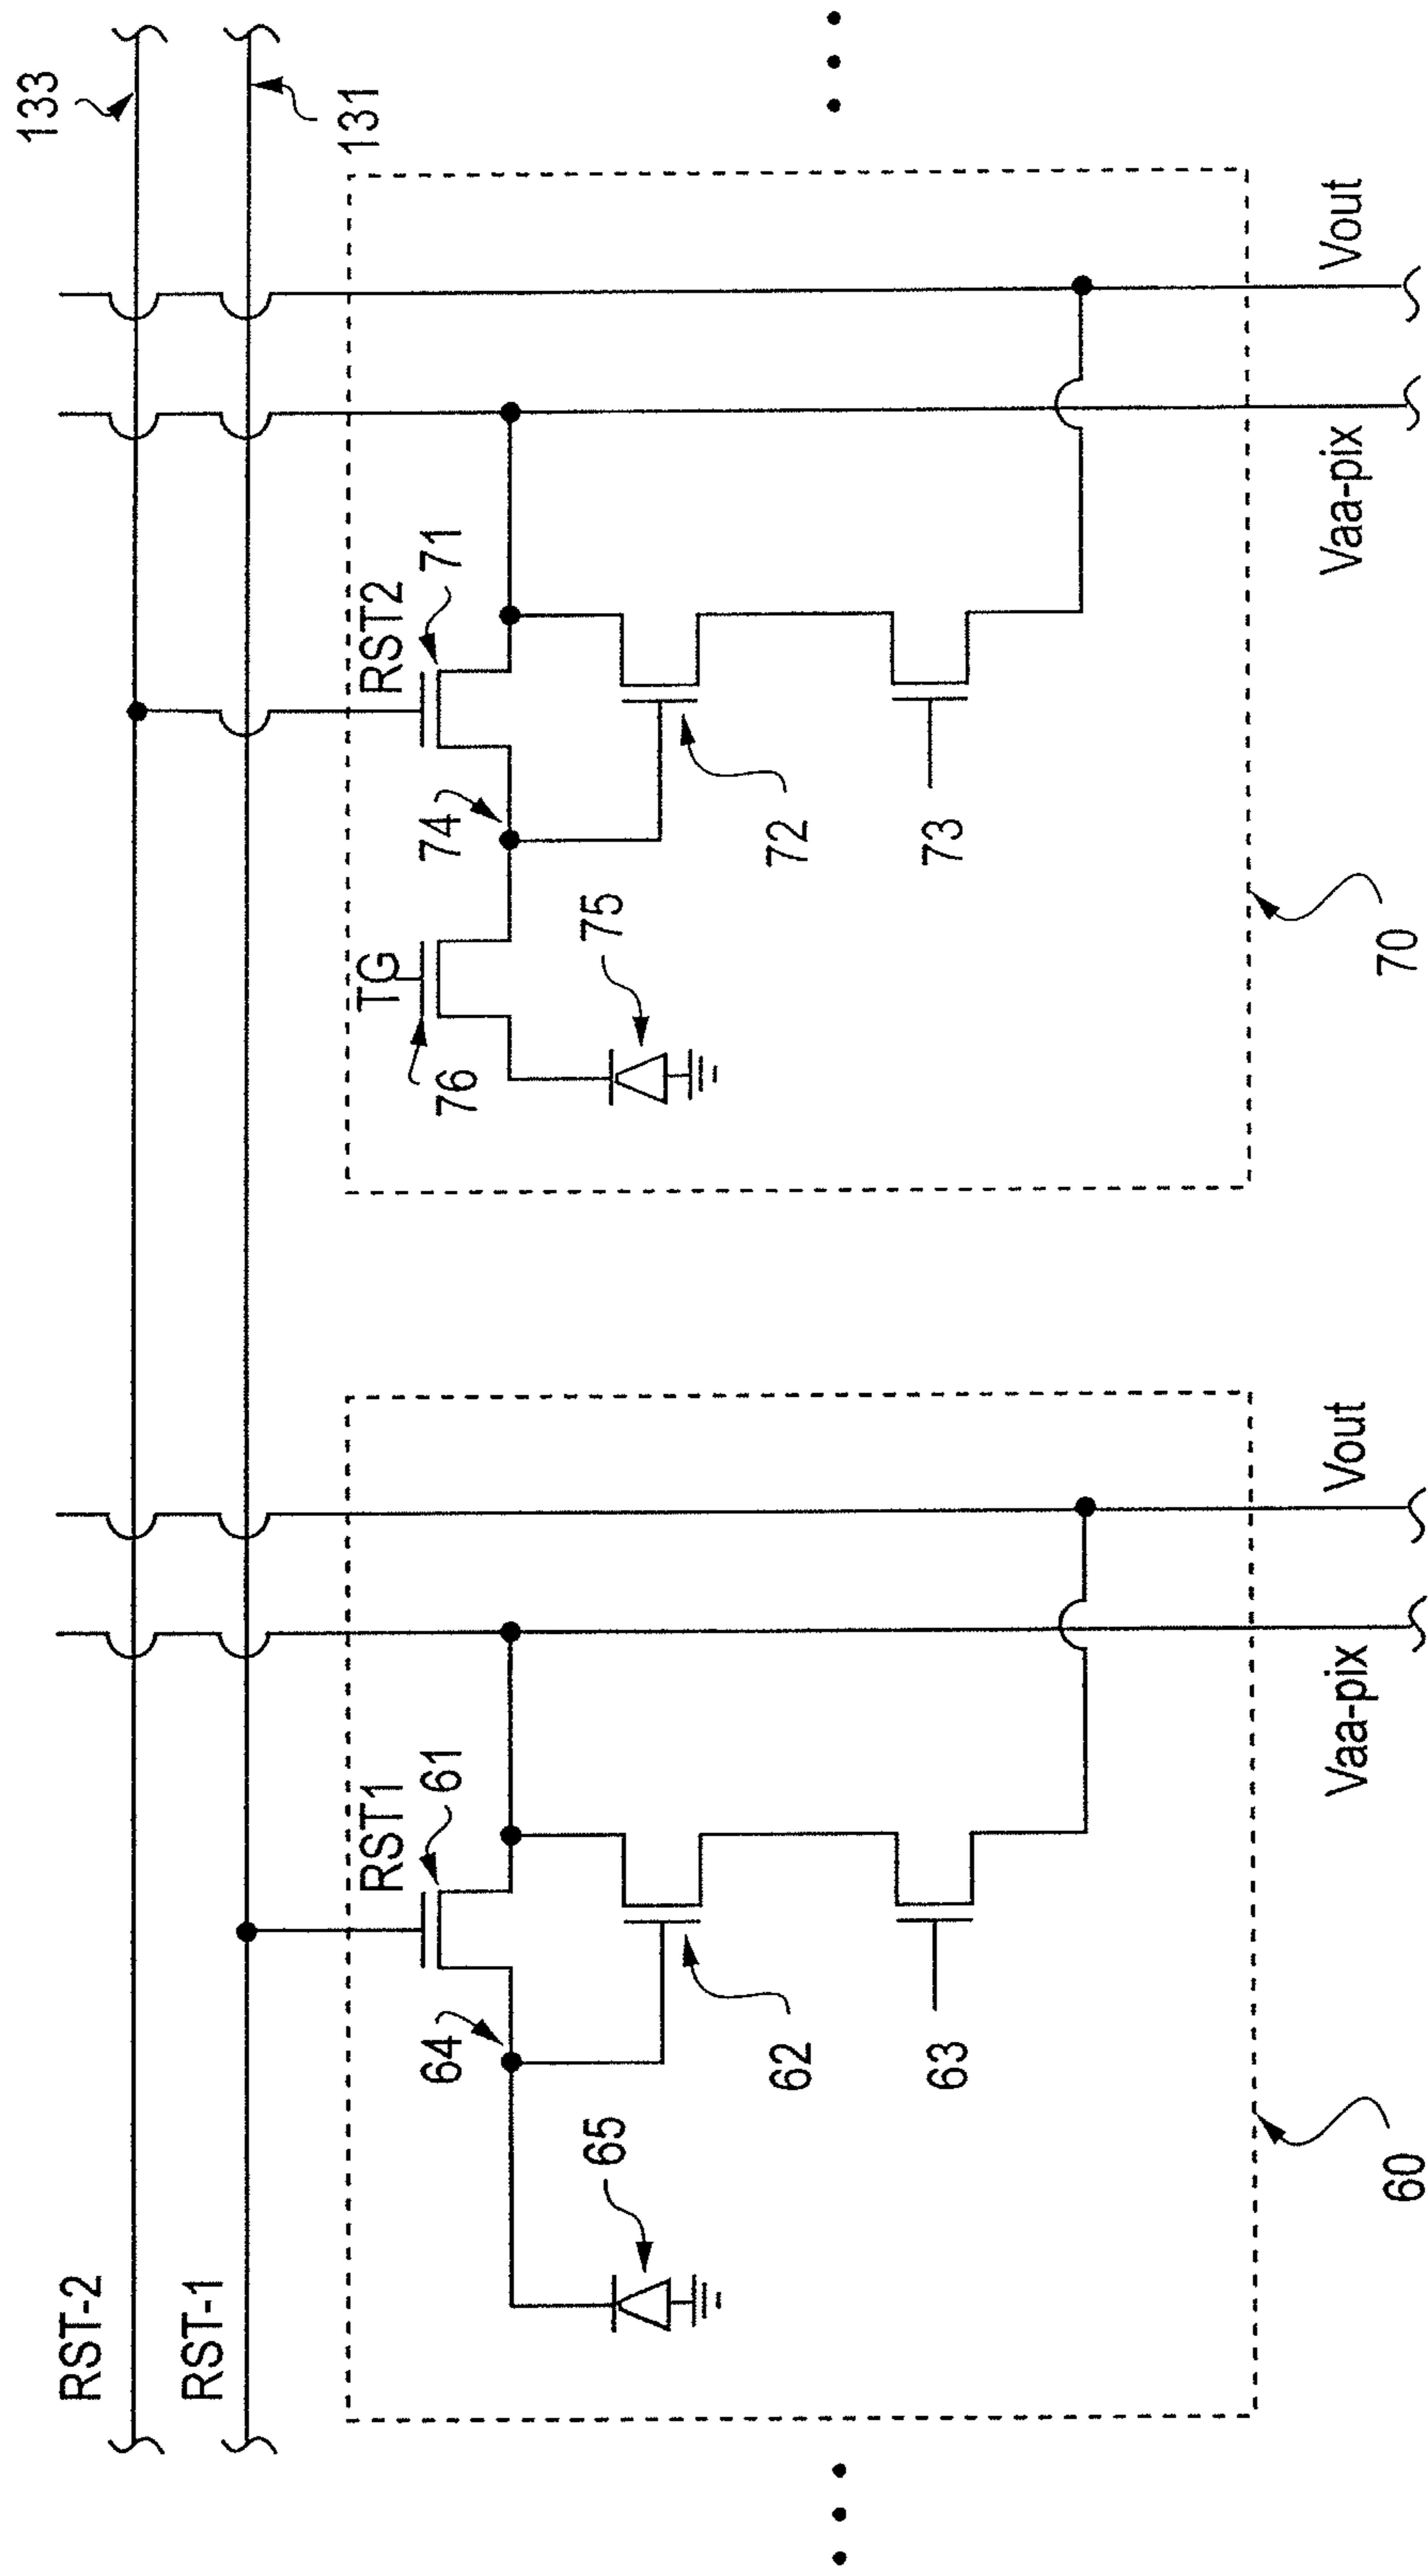 RST-2
133
RST-1
131
RST1
61
64
65
62
63
60
Vaa-pix
Vout
TG
76
RST2
71
74
75
72
73
70
Vaa-pix
Vout